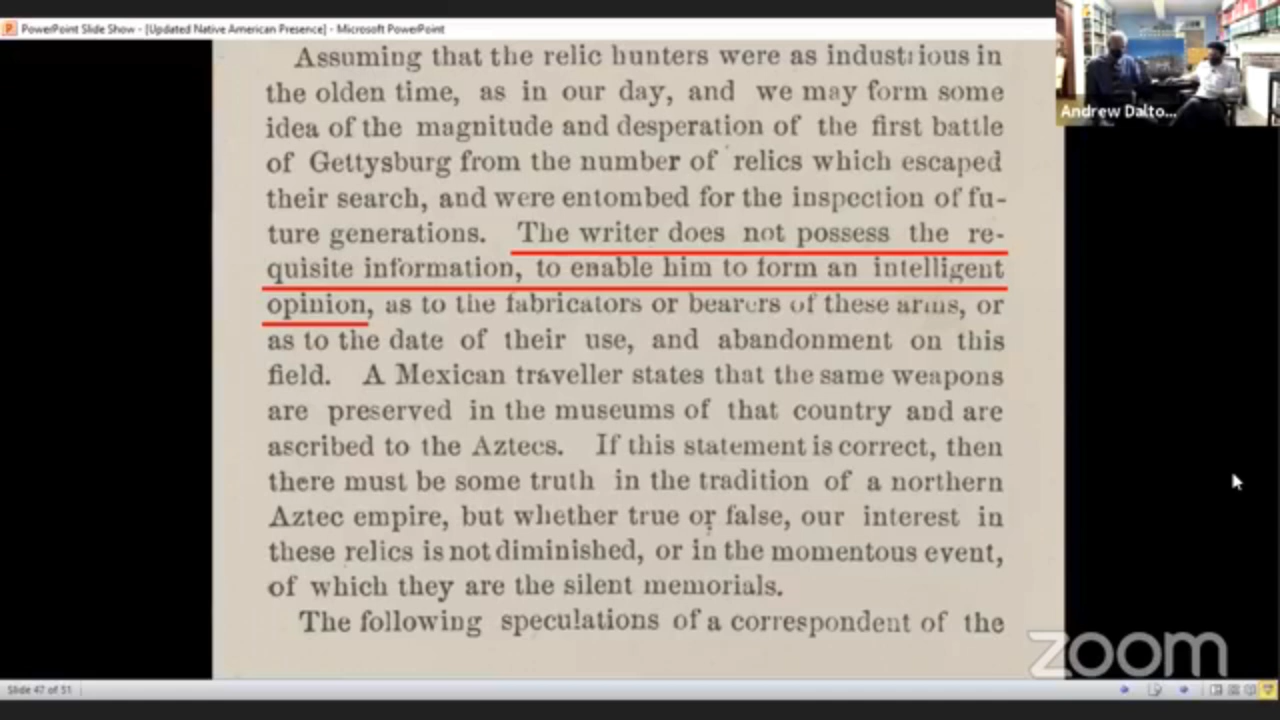 PowerPoint Slide Show - [Updated Native American Presence] - Microsoft PowerPoint
Andrew Dalto...
Assuming that the relic hunters were as industrious in
the olden time, as in our day, and we may form some
idea of the magnitude and desperation of the first battle
of Gettysburg from the number of relics which escaped
their search, and were entombed for the inspection of fu-
ture generations. The writer does not possess the re-
quisite information, to enable him to form an intelligent
opinion, as to the fabricators or bearers of these arms, or
as to the date of their use, and abandonment on this
field. A Mexican traveller states that the same weapons
are preserved in the museums of that country and are
ascribed to the Aztecs. If this statement is correct, then
there must be some truth in the tradition of a northern
Aztec empire, but whether true or false, our interest in
these relics is not diminished, or in the momentous event,
of which they are the silent memorials.
The following speculations of a correspondent of the
zoom
Slide 47 of 51